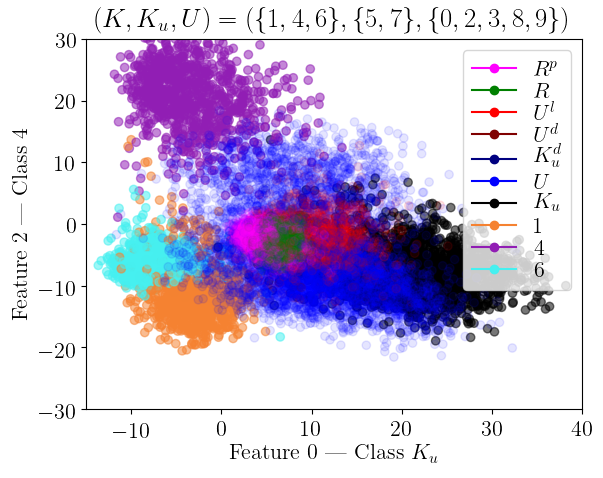 (K, K_u, U) = ({1, 4, 6}, {5, 7}, {0, 2, 3, 8, 9})
30
20
10
0
−10
−20
−30
Feature 2 — Class 4
R^p
R
U^l
U^d
K_u^d
U
K_u
1
4
6
−10
0
10
20
30
40
Feature 0 — Class K_u